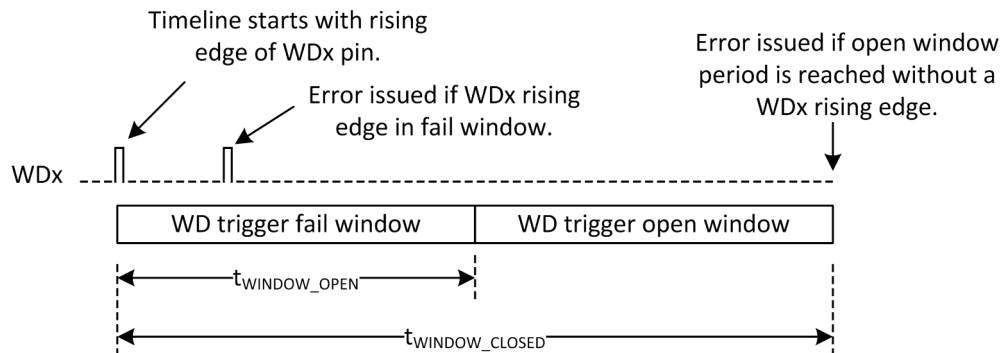 Timeline starts with rising
edge of WDx pin.
Error issued if WDx rising
edge in fail window.
Error issued if open window
period is reached without a
WDx rising edge.
WDx
WD trigger fail window
WD trigger open window
tWINDOW_OPEN
tWINDOW_CLOSED